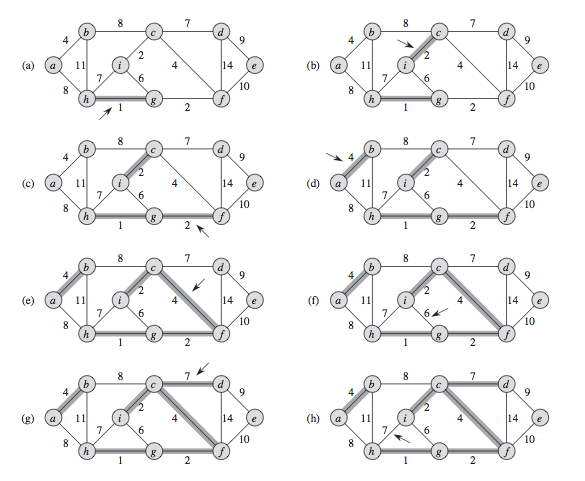 8 7
b c d
4 9
2
(a) a 11 i 4 14 e
7 6
8 10
h g f
1 2
8 7
b c d
4 9
2
(b) a 11 i 4 14 e
7 6
8 10
h g f
1 2
8 7
b c d
4 9
2
(c) a 11 i 4 14 e
7 6
8 10
h g f
1 2
8 7
b c d
4 9
2
(d) a 11 i 4 14 e
7 6
8 10
h g f
1 2
8 7
b c d
4 9
2
(e) a 11 i 4 14 e
7 6
8 10
h g f
1 2
8 7
b c d
4 9
2
(f) a 11 i 4 14 e
7 6
8 10
h g f
1 2
8 7
b c d
4 9
2
(g) a 11 i 4 14 e
7 6
8 10
h g f
1 2
8 7
b c d
4 9
2
(h) a 11 i 4 14 e
7 6
8 10
h g f
1 2